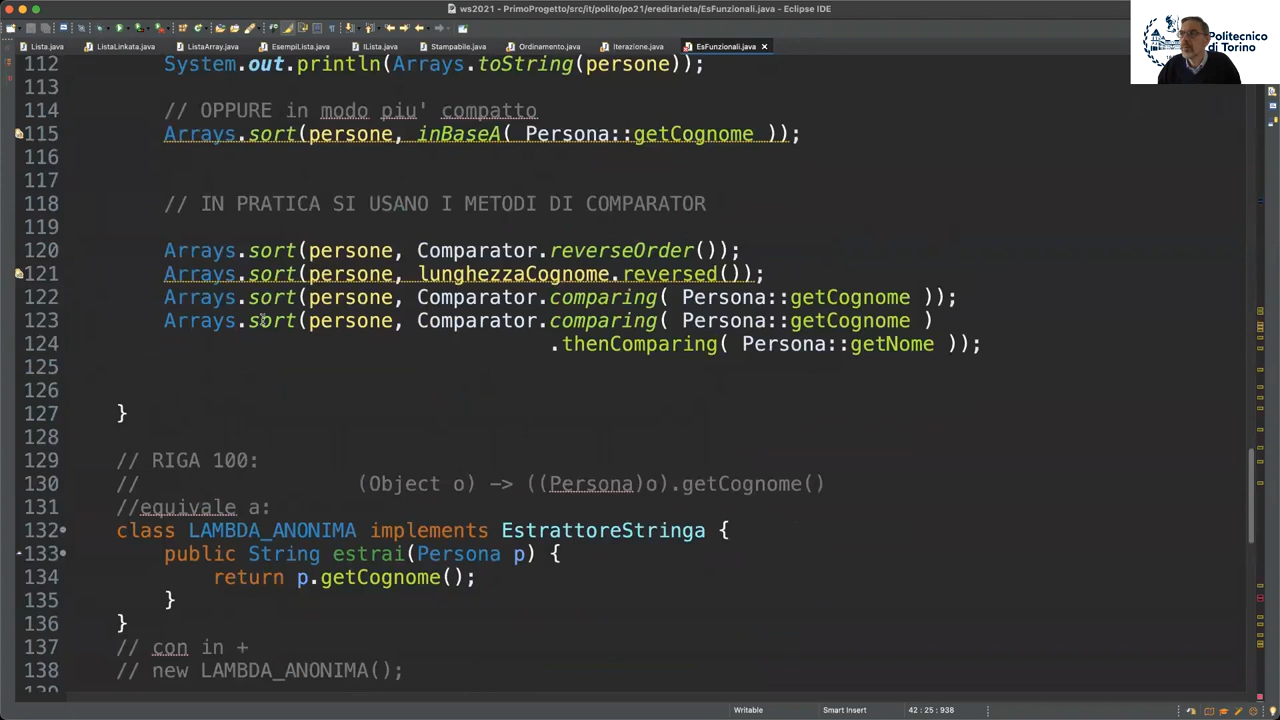 ws2021 - PrimoProgetto/src/it/polito/po21/ereditarieta/EsFunzionali.java - Eclipse IDE
Lista.java ListaLinkata.java ListaArray.java EsempiLista.java IListA.java Stampabile.java Ordinamento.java Iterazione.java EsFunzionali.java
Politecnico
di Torino
112 System.out.println(Arrays.toString(persone));
113
114 // OPPURE in modo piu' compatto
115 Arrays.sort(persone, inBaseA( Persona::getCognome ));
116
117
118 // IN PRATICA SI USANO I METODI DI COMPARATOR
119
120 Arrays.sort(persone, Comparator.reverseOrder());
121 Arrays.sort(persone, lunghezzaCognome.reversed());
122 Arrays.sort(persone, Comparator.comparing( Persona::getCognome ));
123 Arrays.sort(persone, Comparator.comparing( Persona::getCognome )
124 .thenComparing( Persona::getNome ));
125
126
127 }
128
129 // RIGA 100:
130 // (Object o) -> ((Persona)o).getCognome()
131 //equivale a:
132 class LAMBDA_ANONIMA implements EstrattoreStringa {
133 public String estrai(Persona p) {
134 return p.getCognome();
135 }
136 }
137 // con in +
138 // new LAMBDA_ANONIMA();
139
Writable Smart Insert 42 : 25 : 938